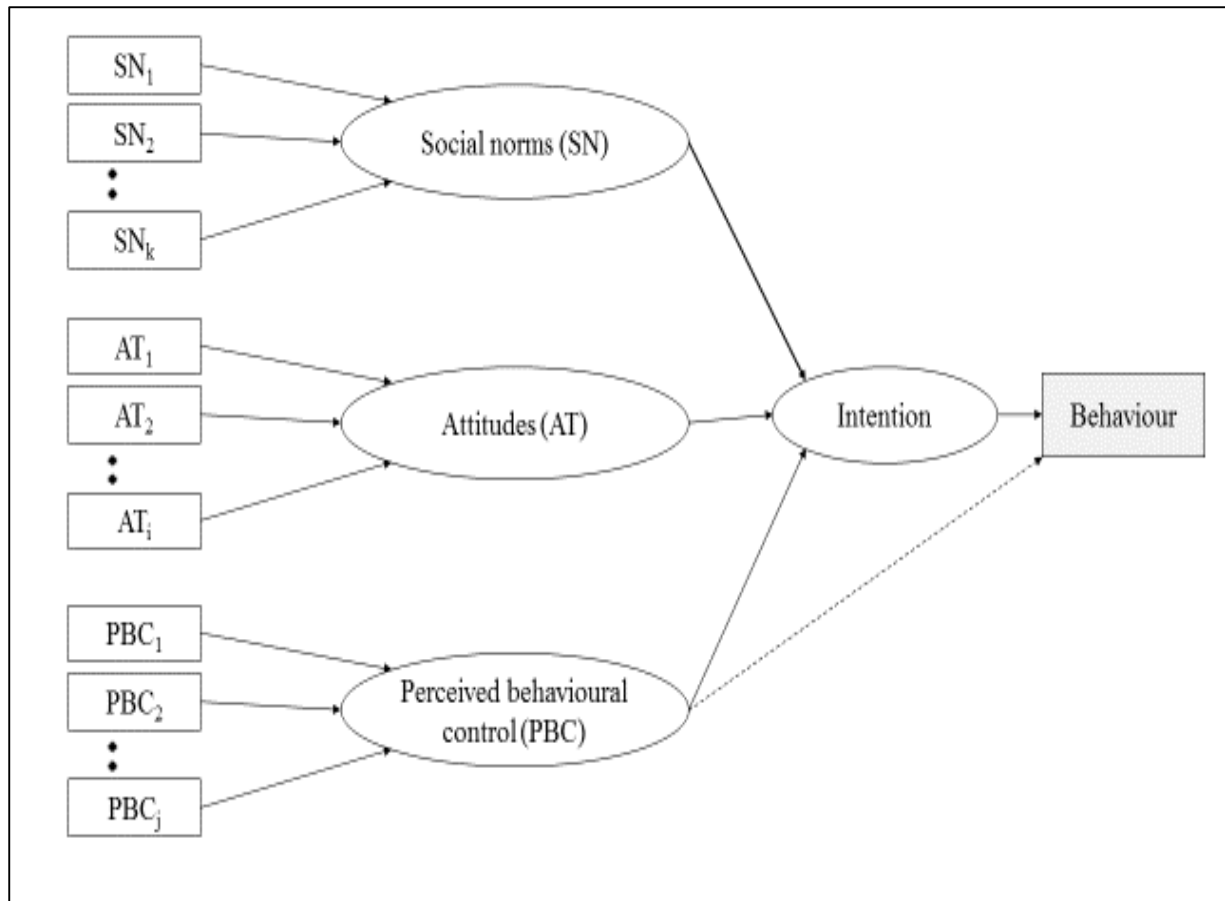 SN₁
SN₂
SNₖ
Social norms (SN)
AT₁
AT₂
ATᵢ
Attitudes (AT)
Intention
Behaviour
PBC₁
PBC₂
PBCⱼ
Perceived behavioural
control (PBC)